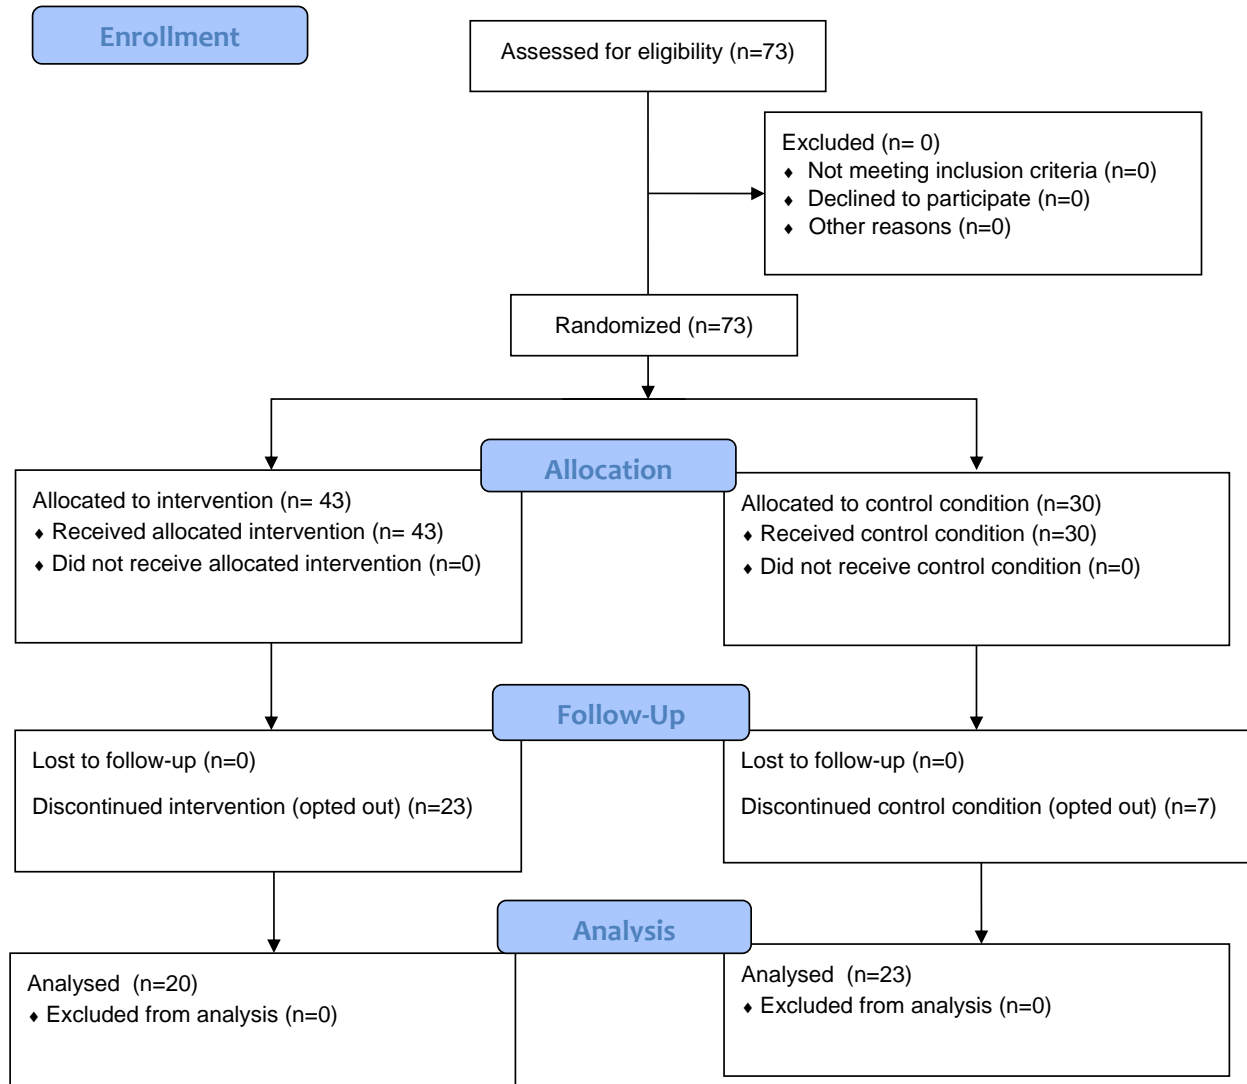 Enrollment
Assessed for eligibility (n=73)
Excluded (n= 0)
♦ Not meeting inclusion criteria (n=0)
♦ Declined to participate (n=0)
♦ Other reasons (n=0)
Randomized (n=73)
Allocation
Allocated to intervention (n= 43)
♦ Received allocated intervention (n= 43)
♦ Did not receive allocated intervention (n=0)
Allocated to control condition (n=30)
♦ Received control condition (n=30)
♦ Did not receive control condition (n=0)
Follow-Up
Lost to follow-up (n=0)
Discontinued intervention (opted out) (n=23)
Lost to follow-up (n=0)
Discontinued control condition (opted out) (n=7)
Analysis
Analysed  (n=20)
♦ Excluded from analysis (n=0)
Analysed  (n=23)
♦ Excluded from analysis (n=0)